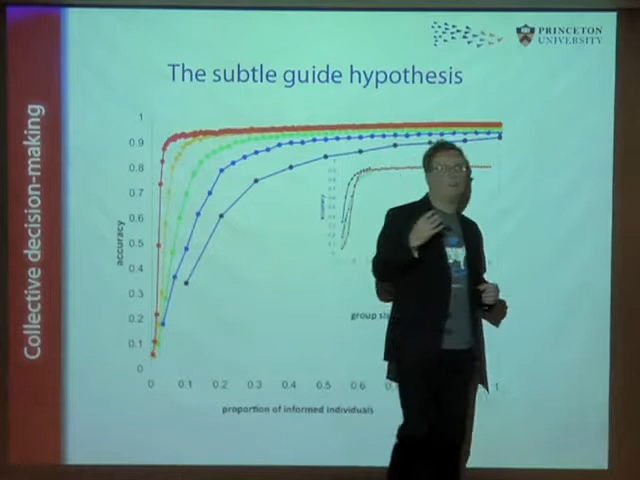 PRINCETON
UNIVERSITY
The subtle guide hypothesis
Collective decision-making
accuracy
1
0.9
0.8
0.7
0.6
0.5
0.4
0.3
0.2
0.1
0
0 0.1 0.2 0.3 0.4 0.5 0.6 1
proportion of informed individuals
accuracy
group